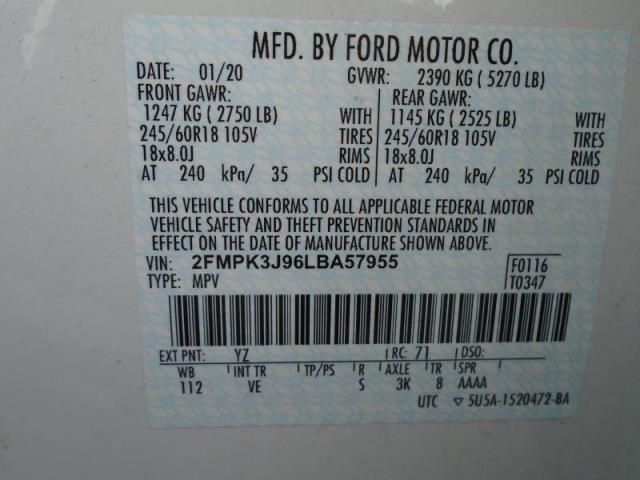 MFD. BY FORD MOTOR CO.
DATE: 01/20 GVWR: 2390 KG ( 5270 LB)
FRONT GAWR: REAR GAWR:
1247 KG ( 2750 LB) WITH 1145 KG ( 2525 LB) WITH
245/60R18 105V TIRES 245/60R18 105V TIRES
18x8.0J RIMS 18x8.0J RIMS
AT 240 kPa/ 35 PSI COLD AT 240 kPa/ 35 PSI COLD
THIS VEHICLE CONFORMS TO ALL APPLICABLE FEDERAL MOTOR
VEHICLE SAFETY AND THEFT PREVENTION STANDARDS IN
EFFECT ON THE DATE OF MANUFACTURE SHOWN ABOVE.
VIN: 2FMPK3J96LBA57955 F0116
TYPE: MPV T0347
EXT PNT: YZ RC: 71 DSO:
WB INT TR TP/PS R AXLE TR SPR
112 VE S 3K 8 AAAA
UTC ▽ 5U5A-1520472-BA